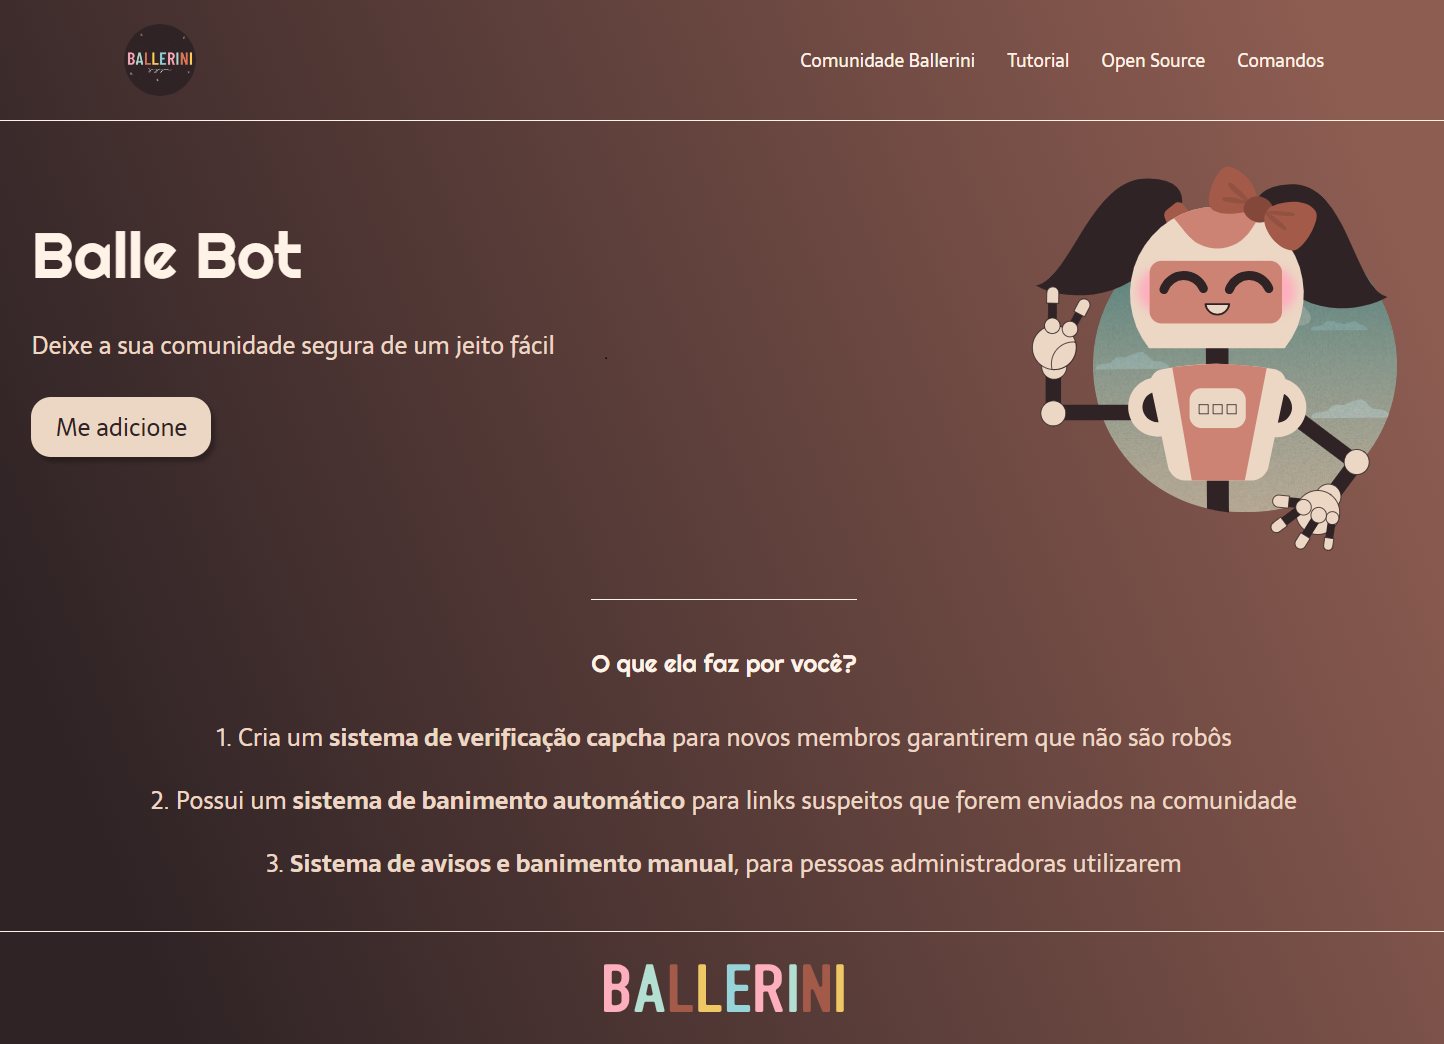 BALLERINI
Comunidade Ballerini
Tutorial
Open Source
Comandos
Balle Bot
Deixe a sua comunidade segura de um jeito fácil
Me adicione
O que ela faz por você?
1. Cria um sistema de verificação capcha para novos membros garantirem que não são robôs
2. Possui um sistema de banimento automático para links suspeitos que forem enviados na comunidade
3. Sistema de avisos e banimento manual, para pessoas administradoras utilizarem
BALLERINI